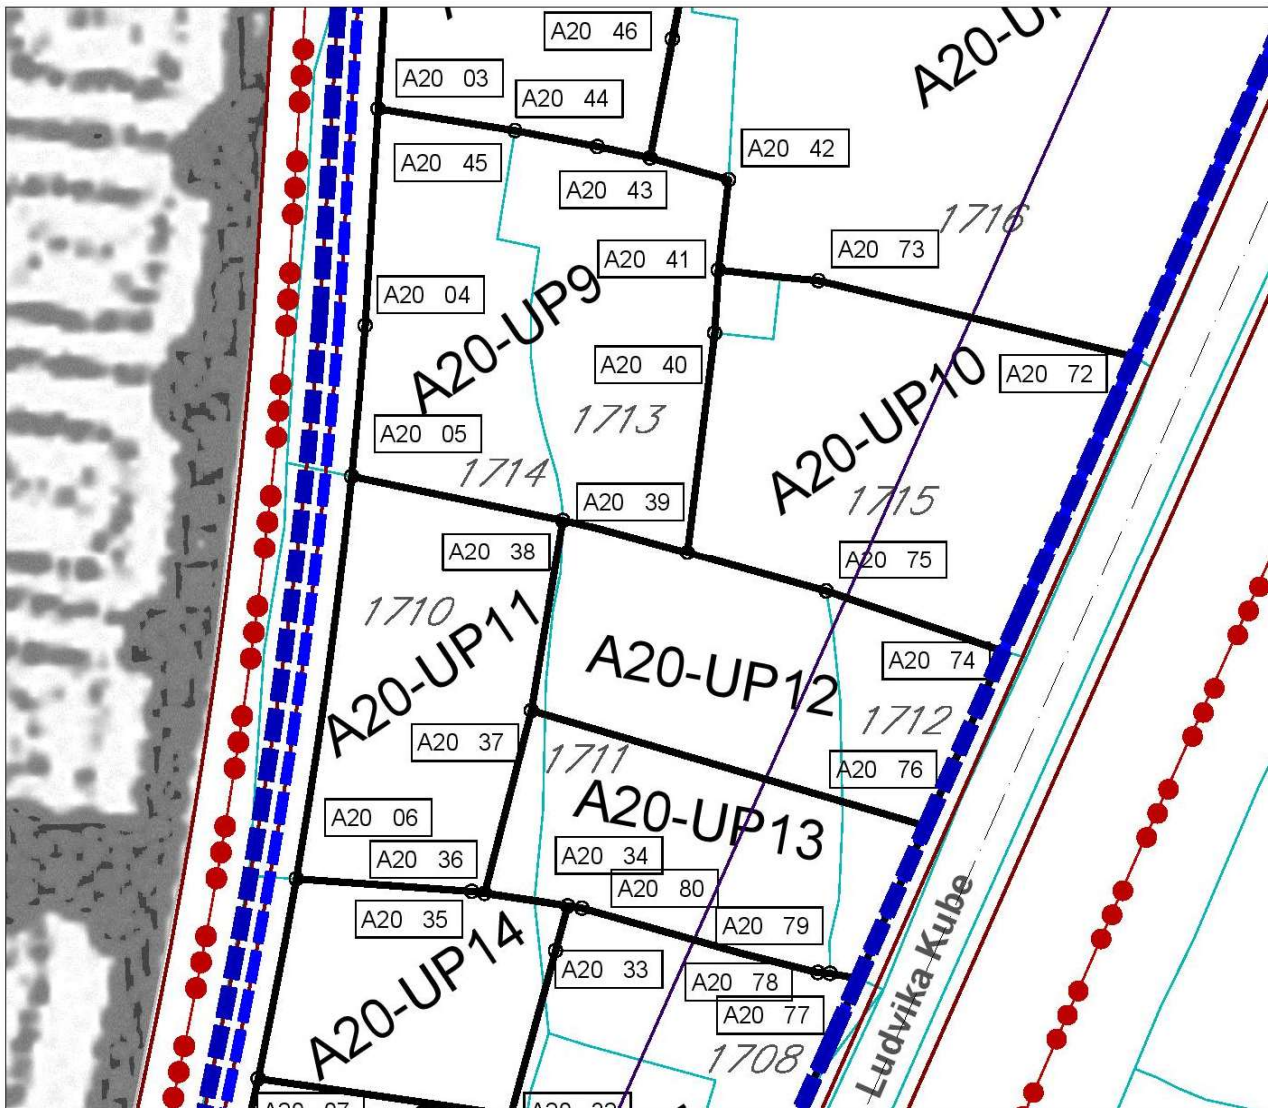 A20 46
A20-U
A20 03
A20 44
A20 42
A20 45
A20 43
1716
A20 41
A20 73
A20 04
A20-UP9
A20 40
A20 72
A20-UP10
1713
A20 05
1714
A20 39
1715
A20 38
A20 75
1710
A20-UP11
A20-UP12
A20 74
1712
A20 37
1711
A20 76
A20-UP13
A20 06
A20 36
A20 34
A20 80
A20 35
A20 79
A20-UP14
A20 33
A20 78
A20 77
Ludvika Kube
1708